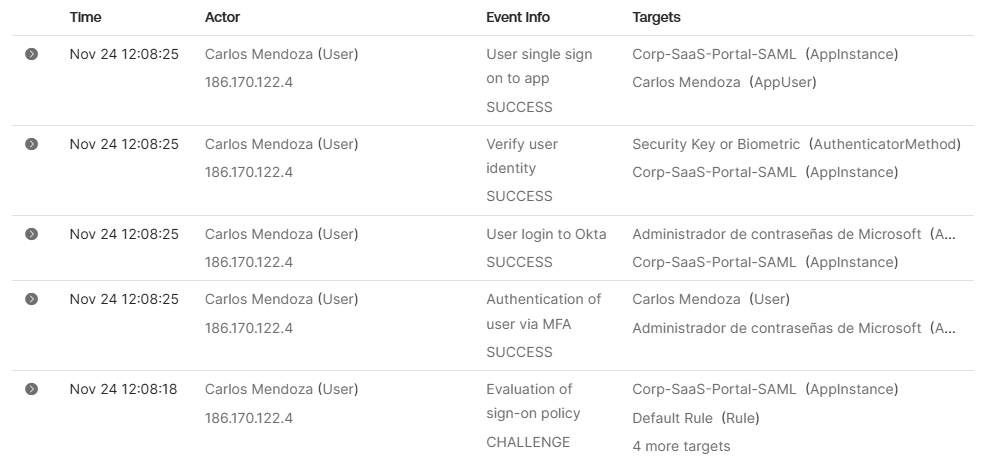 Time Actor Event Info Targets
Nov 24 12:08:25 Carlos Mendoza (User) User single sign Corp-SaaS-Portal-SAML (AppInstance)
186.170.122.4 on to app Carlos Mendoza (AppUser)
SUCCESS
Nov 24 12:08:25 Carlos Mendoza (User) Verify user Security Key or Biometric (AuthenticatorMethod)
186.170.122.4 identity Corp-SaaS-Portal-SAML (AppInstance)
SUCCESS
Nov 24 12:08:25 Carlos Mendoza (User) User login to Okta Administrador de contraseñas de Microsoft (A...
186.170.122.4 SUCCESS Corp-SaaS-Portal-SAML (AppInstance)
Nov 24 12:08:25 Carlos Mendoza (User) Authentication of Carlos Mendoza (User)
186.170.122.4 user via MFA Administrador de contraseñas de Microsoft (A...
SUCCESS
Nov 24 12:08:18 Carlos Mendoza (User) Evaluation of Corp-SaaS-Portal-SAML (AppInstance)
186.170.122.4 sign-on policy Default Rule (Rule)
CHALLENGE 4 more targets